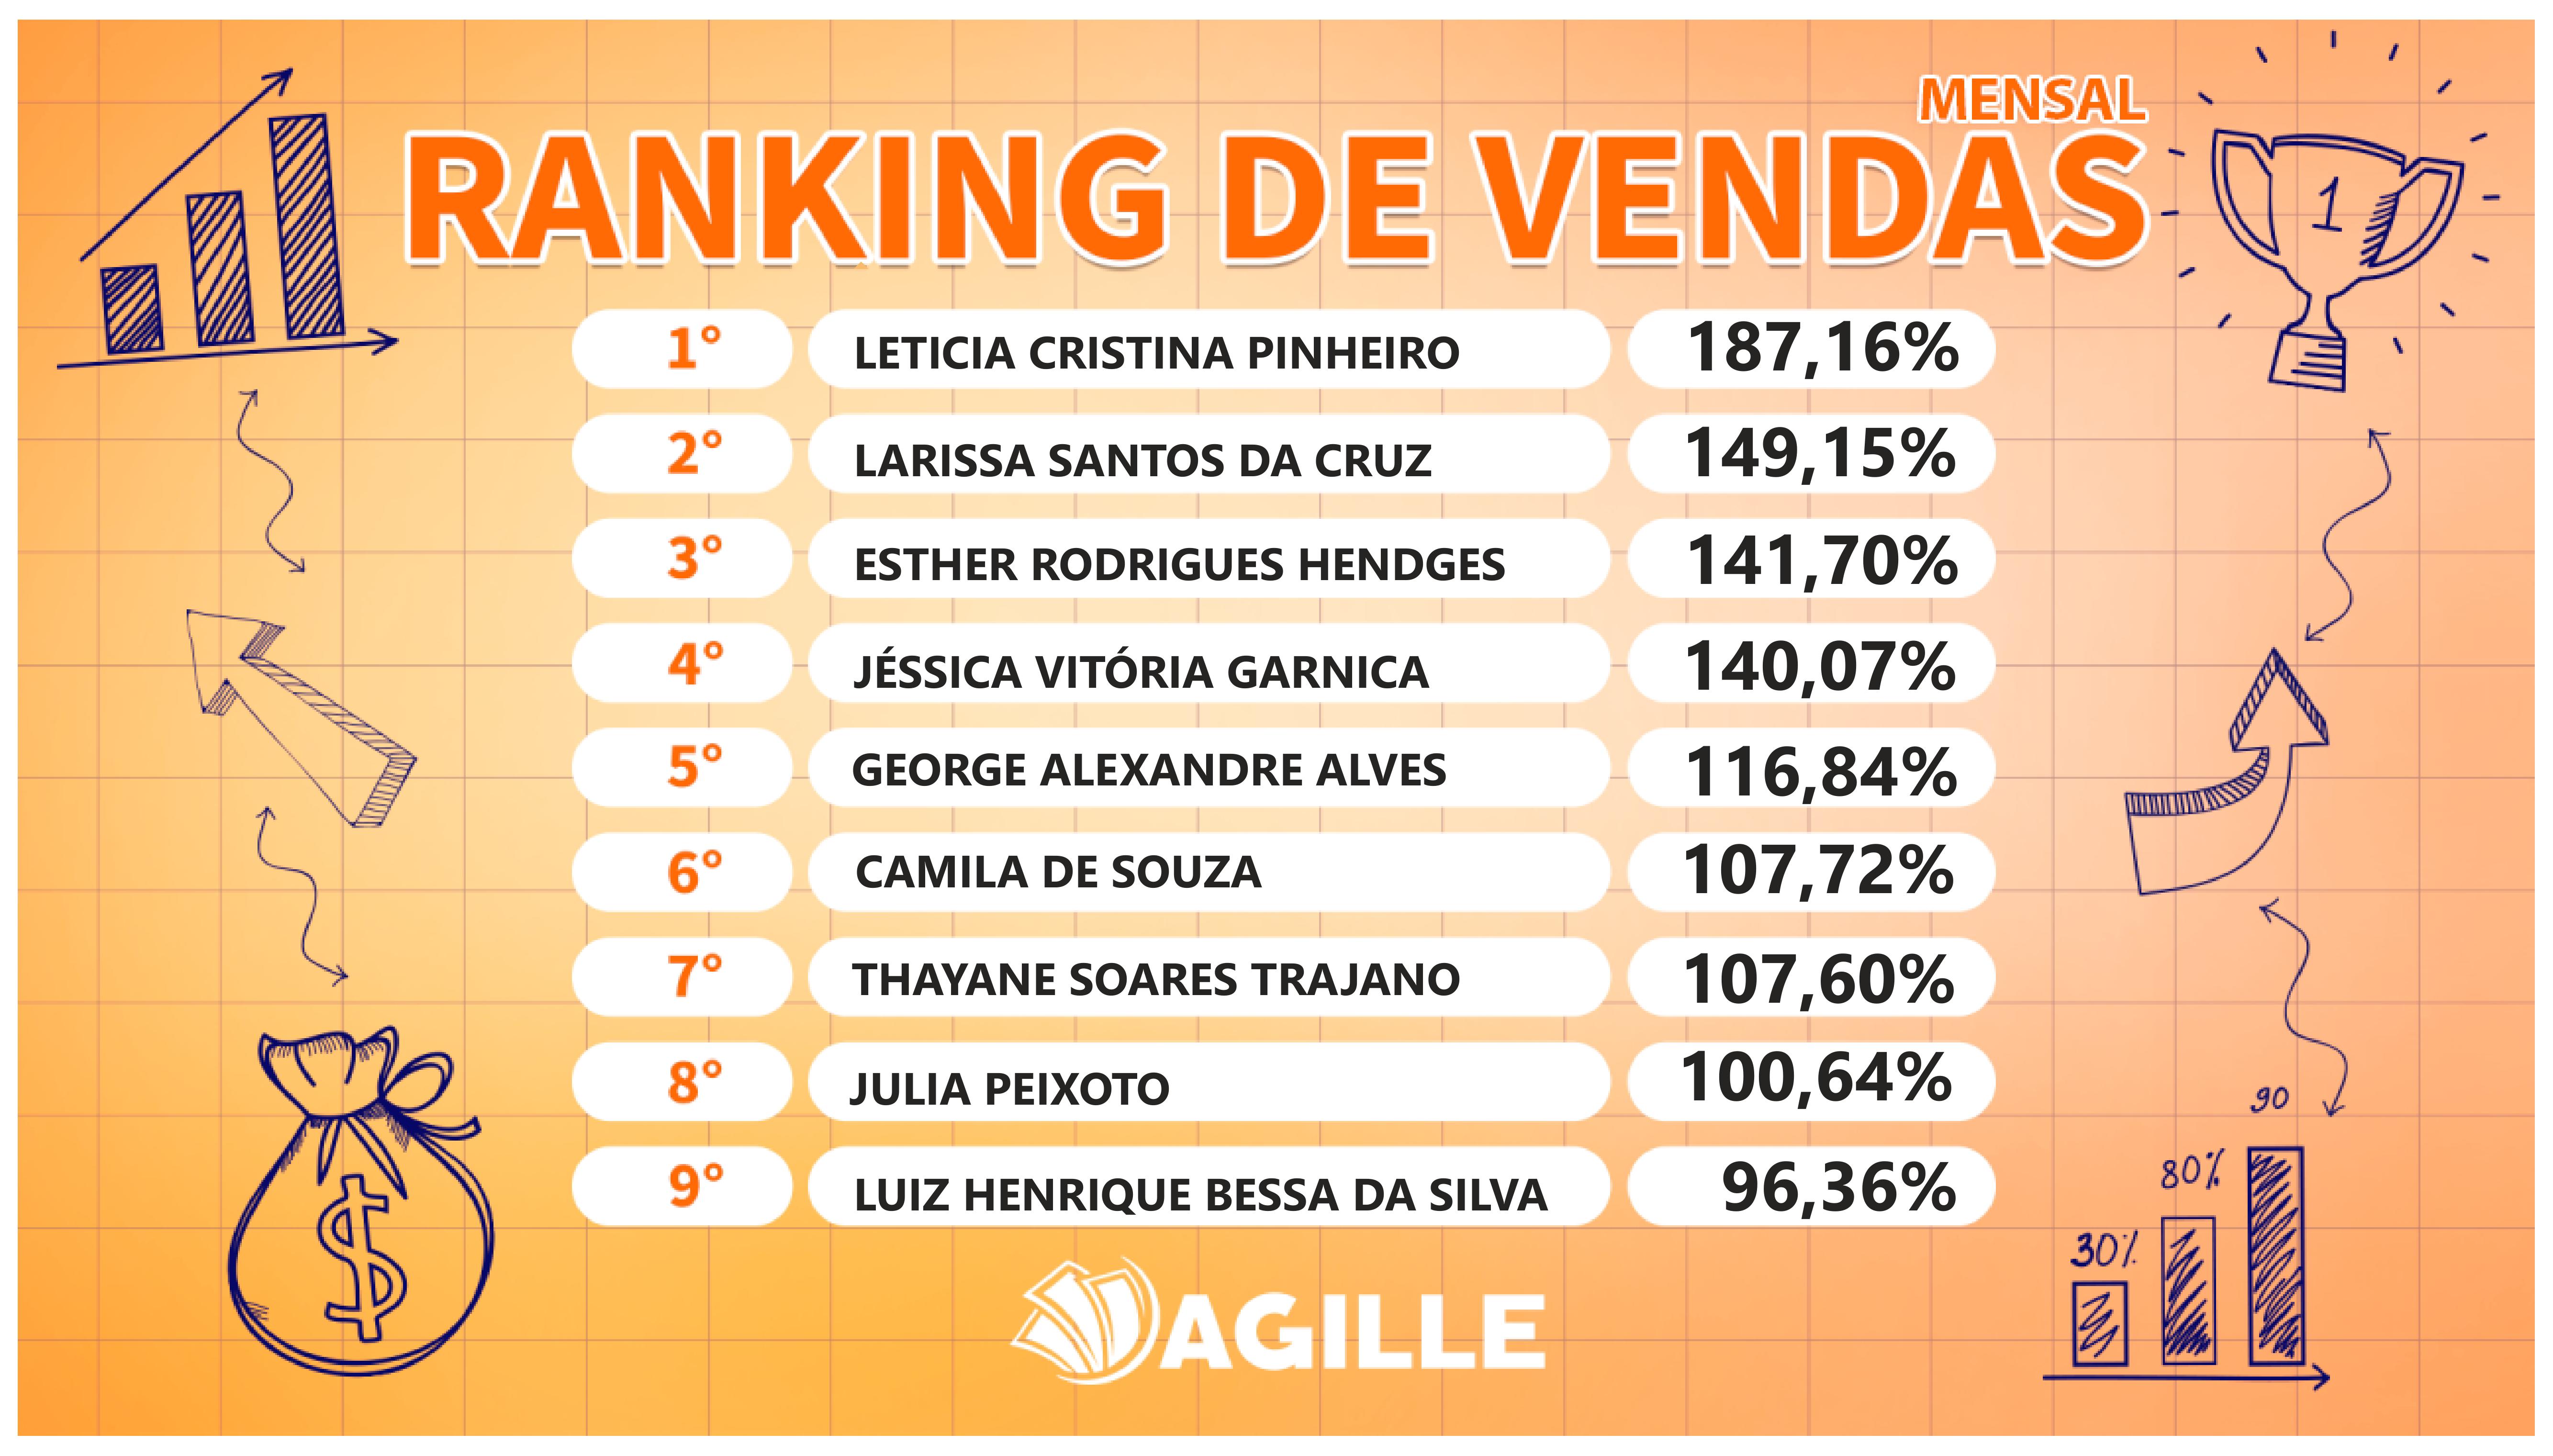 MENSAL
RANKING DE VENDAS
1
1° LETICIA CRISTINA PINHEIRO 187,16%
2° LARISSA SANTOS DA CRUZ 149,15%
3° ESTHER RODRIGUES HENDGES 141,70%
4° JÉSSICA VITÓRIA GARNICA 140,07%
5° GEORGE ALEXANDRE ALVES 116,84%
6° CAMILA DE SOUZA 107,72%
7° THAYANE SOARES TRAJANO 107,60%
8° JULIA PEIXOTO 100,64%
9° LUIZ HENRIQUE BESSA DA SILVA 96,36%
$
30%
80%
90
AGILLE